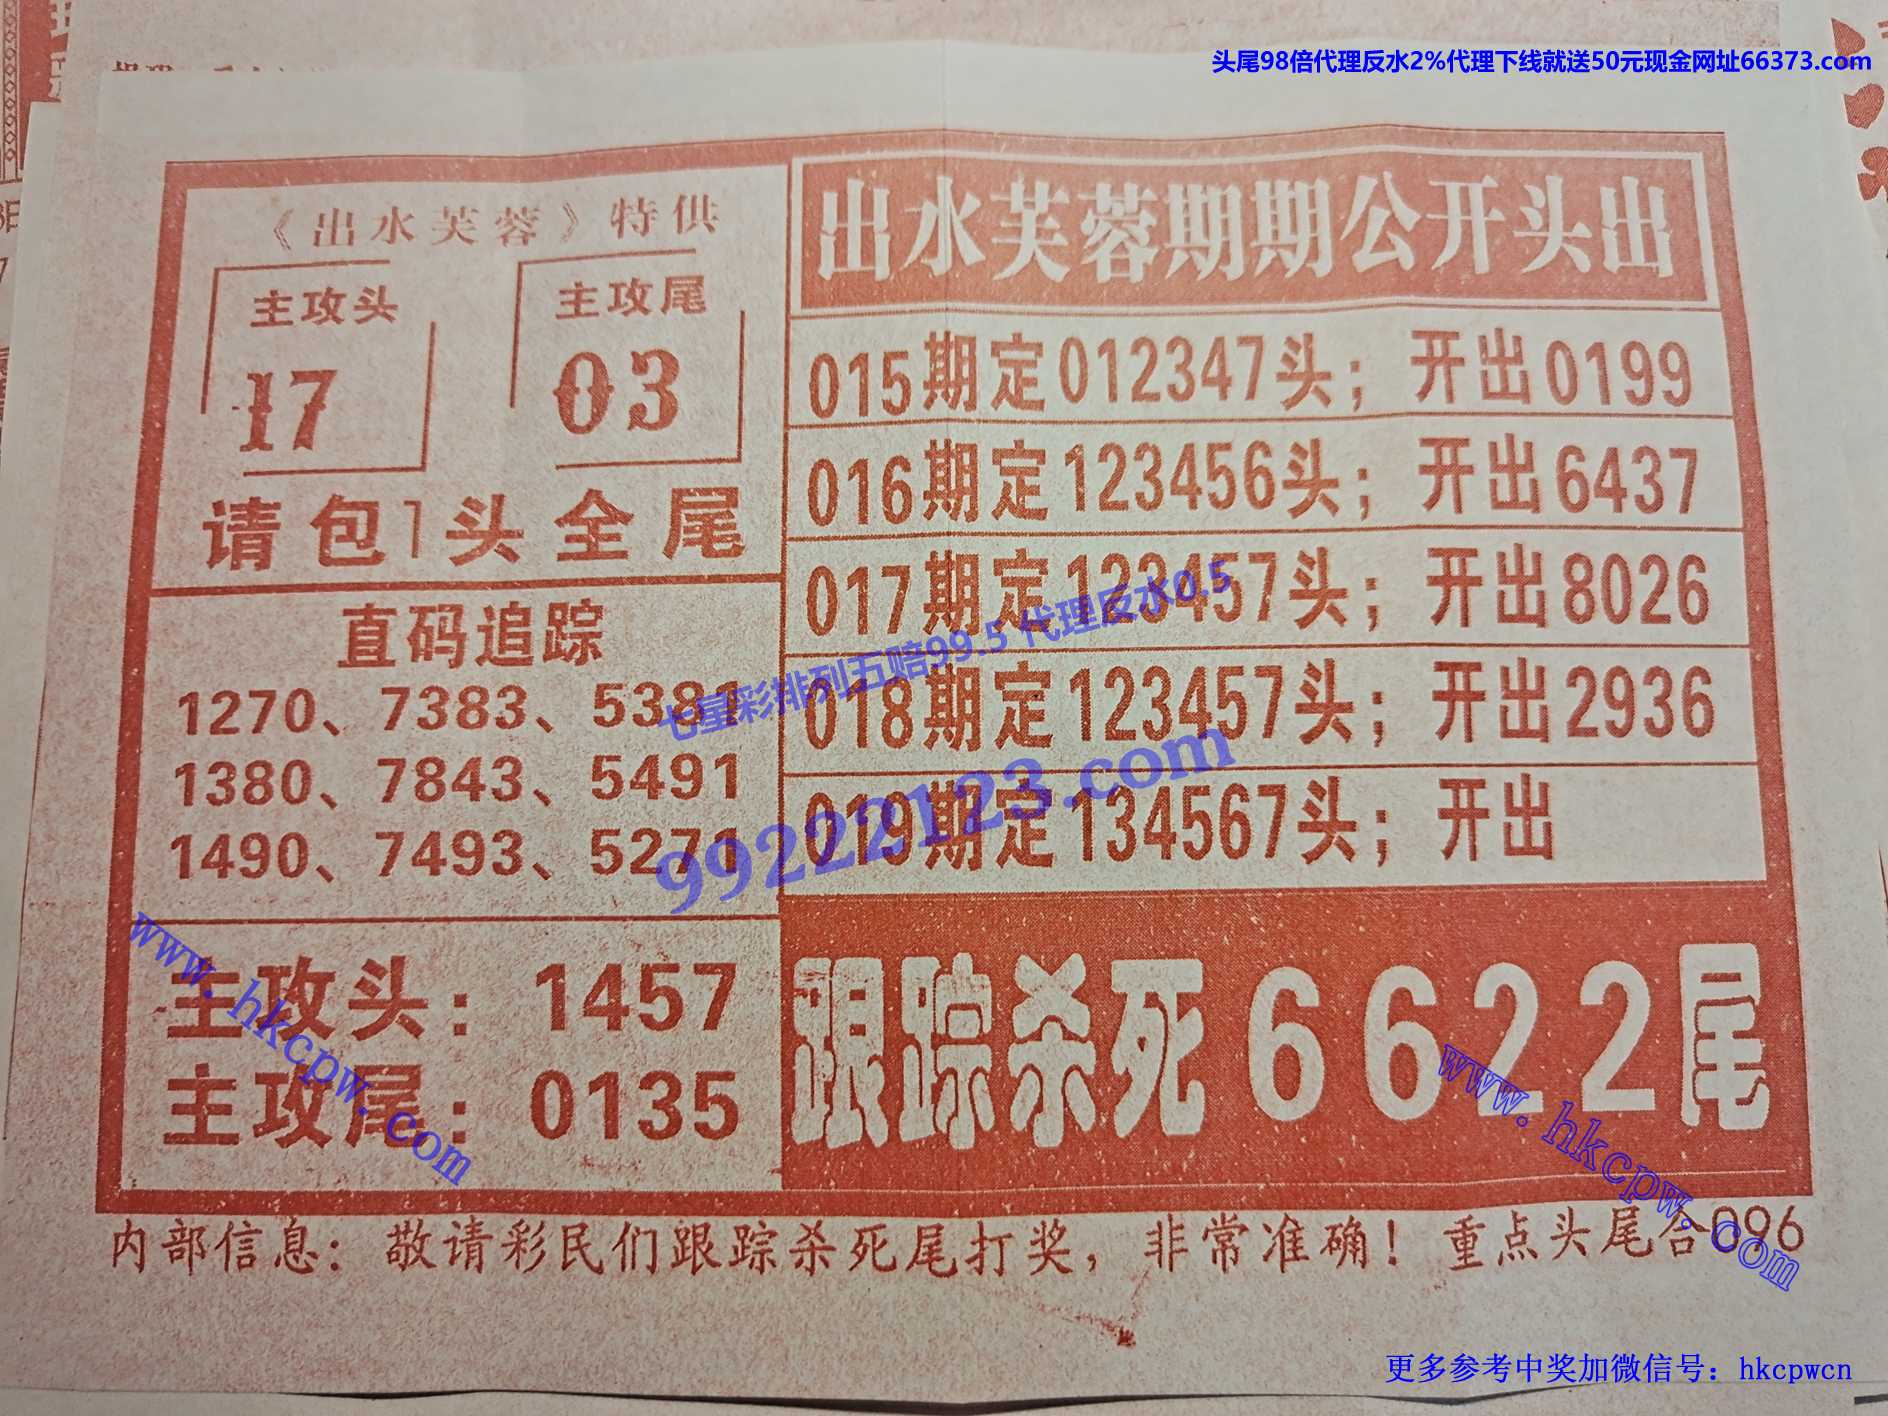 头尾98倍代理反水2%代理下线就送50元现金网址66373.com
《出水芙蓉》特供
主攻头
17
主攻尾
03
请包1头全尾
直码追踪
1270、7383、5381
1380、7843、5491
1490、7493、5271
主攻头：1457
主攻尾：0135
出水芙蓉期期公开头出
015期定012347头；开出0199
016期定123456头；开出6437
017期定123457头；开出8026
018期定123457头；开出2936
019期定134567头；开出
跟踪杀死6622尾
七星彩排列五赔99.5 代理反水0.5
99222123.com
www.hkcpw.com
www.hkcpw.com
内部信息：敬请彩民们跟踪杀死尾打奖，非常准确！重点头尾合096
更多参考中奖加微信号：hkcpwcn